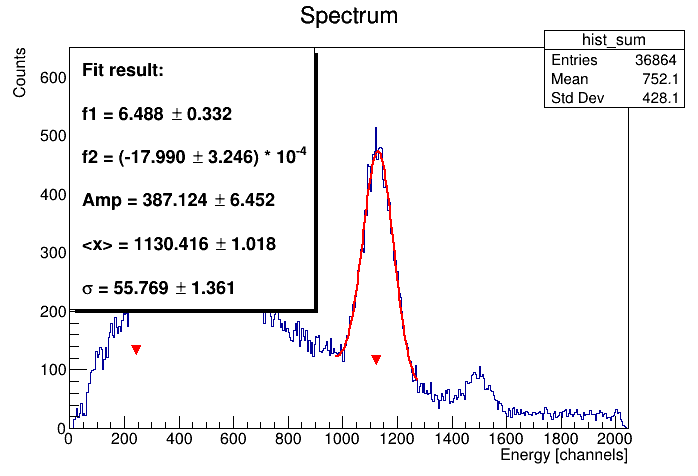 Spectrum
hist_sum
Entries 36864
Mean 752.1
Std Dev 428.1
Counts
600
500
400
300
200
100
0
Fit result:
f1 = 6.488 ± 0.332
f2 = (-17.990 ± 3.246) * 10⁻⁴
Amp = 387.124 ± 6.452
<x> = 1130.416 ± 1.018
σ = 55.769 ± 1.361
0 200 400 600 800 1000 1200 1400 1600 1800 2000
Energy [channels]